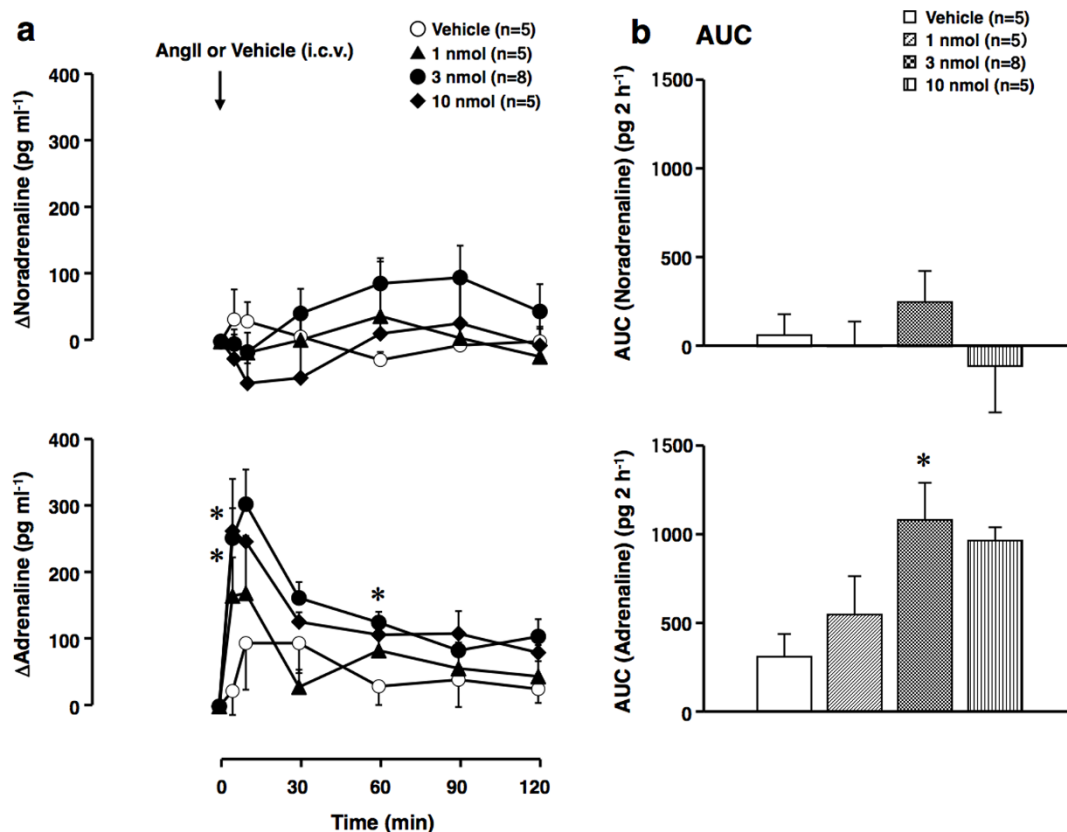 a
AngII or Vehicle (i.c.v.)
Vehicle (n=5)
1 nmol (n=5)
3 nmol (n=8)
10 nmol (n=5)
ΔNoradrenaline (pg ml⁻¹)
400
300
200
100
0
ΔAdrenaline (pg ml⁻¹)
400
300
200
100
0
*
*
*
0 30 60 90 120
Time (min)
b AUC
Vehicle (n=5)
1 nmol (n=5)
3 nmol (n=8)
10 nmol (n=5)
AUC (Noradrenaline) (pg 2 h⁻¹)
1500
1000
500
0
AUC (Adrenaline) (pg 2 h⁻¹)
1500
1000
500
0
*